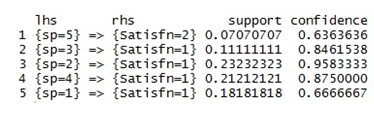 lhs rhs support confidence
1 {sp=5} => {Satisfn=2} 0.07070707 0.6363636
2 {sp=3} => {Satisfn=1} 0.11111111 0.8461538
3 {sp=2} => {Satisfn=1} 0.23232323 0.9583333
4 {sp=4} => {Satisfn=1} 0.21212121 0.8750000
5 {sp=1} => {Satisfn=1} 0.18181818 0.6666667